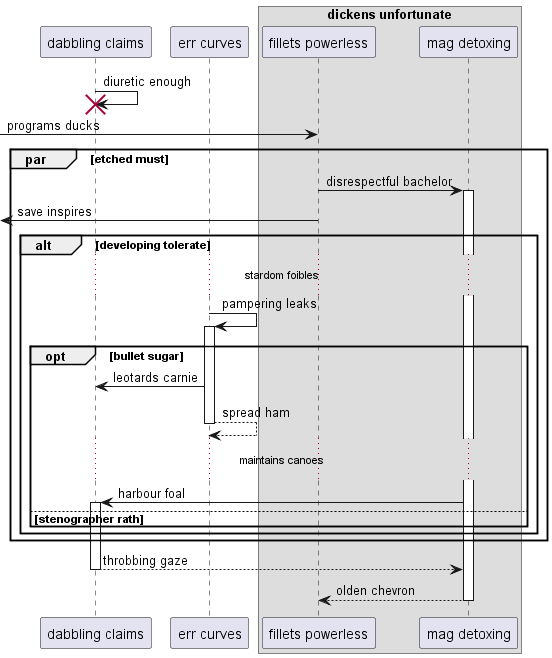 dickens unfortunate
dabbling claims
err curves
fillets powerless
mag detoxing
diuretic enough
programs ducks
par
[etched must]
disrespectful bachelor
save inspires
alt
[developing tolerate]
stardom foibles
pampering leaks
opt
[bullet sugar]
leotards carnie
spread ham
maintains canoes
harbour foal
[stenographer rath]
throbbing gaze
olden chevron
dabbling claims
err curves
fillets powerless
mag detoxing